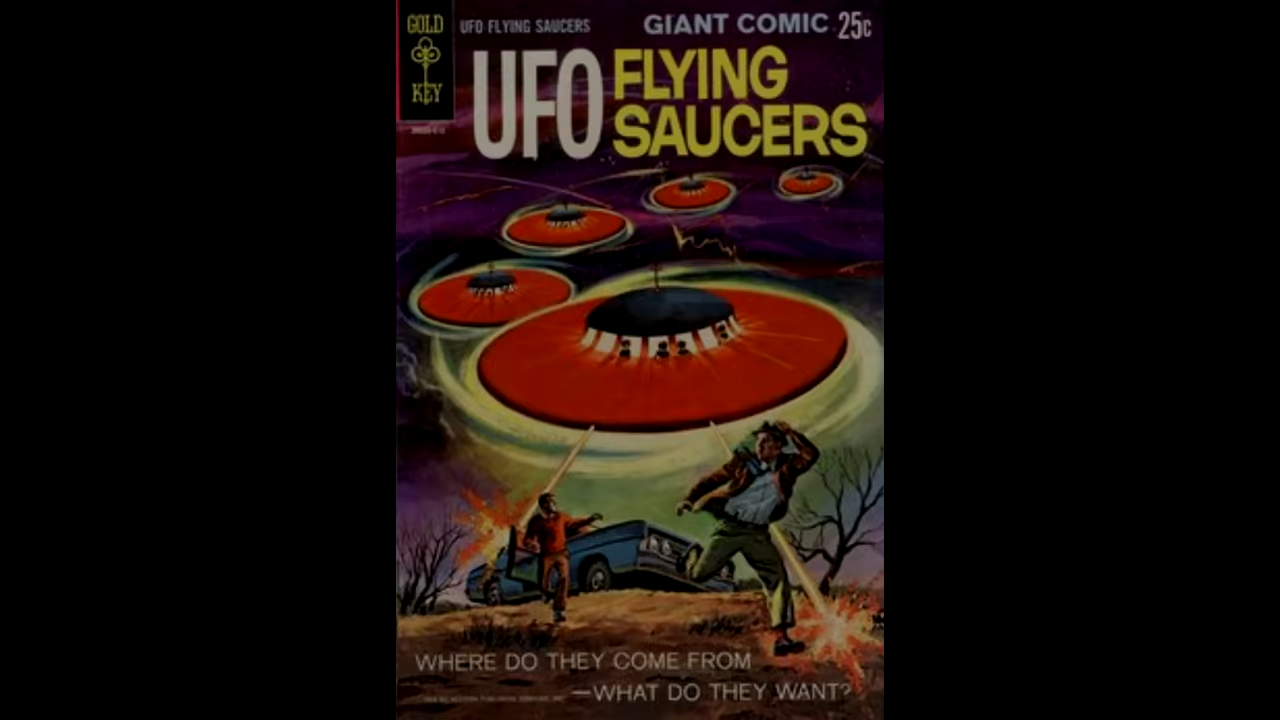 GOLD
KEY
UFO FLYING SAUCERS
GIANT COMIC 25c
UFO FLYING
SAUCERS
WHERE DO THEY COME FROM
—WHAT DO THEY WANT?